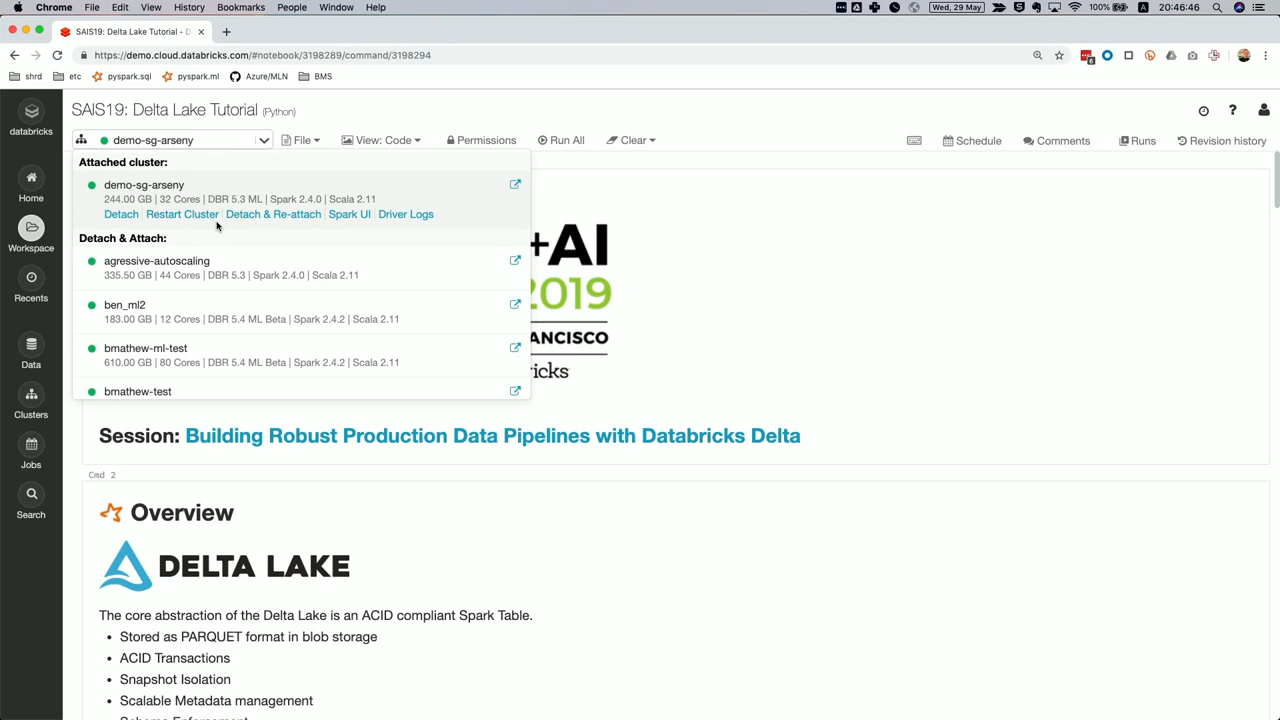 Chrome File Edit View History Bookmarks People Window Help 100% A Wed, 29 May 20:46:46
SAIS19: Delta Lake Tutorial - D
https://demo.cloud.databricks.com/#notebook/3198289/command/3198294
shrd etc pyspark.sql pyspark.ml Azure/MLN BMS
databricks
Home
Workspace
Recents
Data
Clusters
Jobs
Search
SAIS19: Delta Lake Tutorial (Python)
demo-sg-arseny File View: Code Permissions Run All Clear Schedule Comments Runs Revision history
Attached cluster:
demo-sg-arseny
244.00 GB | 32 Cores | DBR 5.3 ML | Spark 2.4.0 | Scala 2.11
Detach | Restart Cluster | Detach & Re-attach | Spark UI | Driver Logs
Detach & Attach:
agressive-autoscaling
335.50 GB | 44 Cores | DBR 5.3 | Spark 2.4.0 | Scala 2.11
ben_ml2
183.00 GB | 12 Cores | DBR 5.4 ML Beta | Spark 2.4.2 | Scala 2.11
bmathew-ml-test
610.00 GB | 80 Cores | DBR 5.4 ML Beta | Spark 2.4.2 | Scala 2.11
bmathew-test
+AI
2019
ANCISCO
ricks
Session: Building Robust Production Data Pipelines with Databricks Delta
Cmd 2
Overview
DELTA LAKE
The core abstraction of the Delta Lake is an ACID compliant Spark Table.
• Stored as PARQUET format in blob storage
• ACID Transactions
• Snapshot Isolation
• Scalable Metadata management